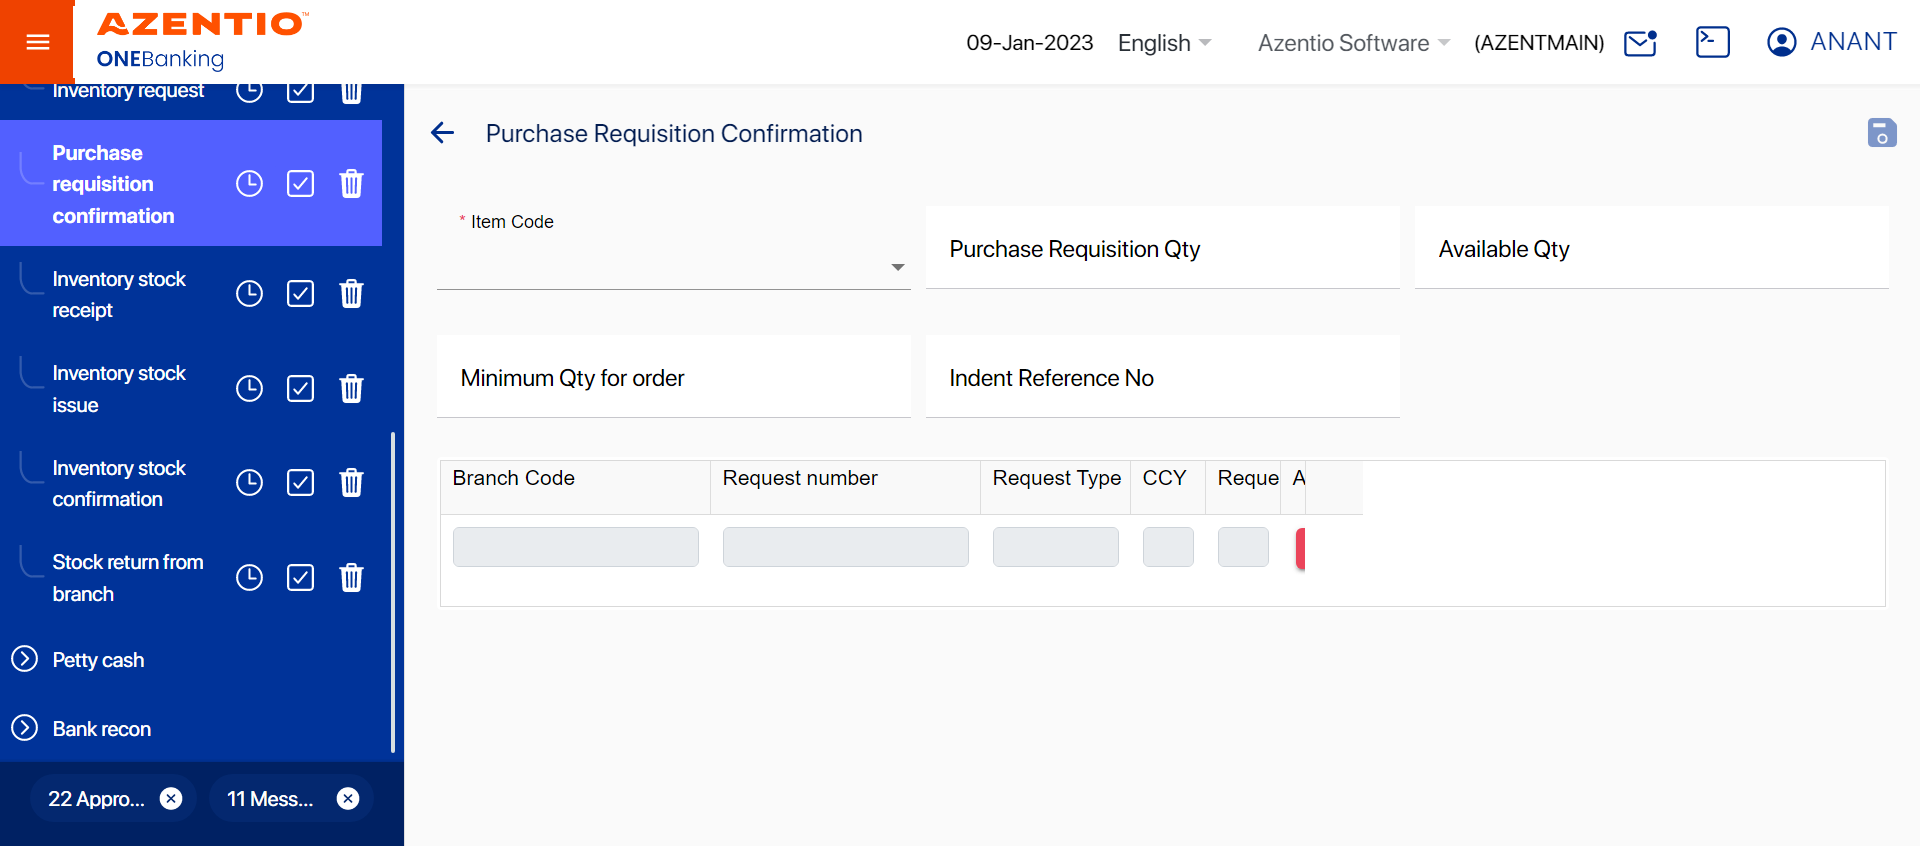 AZENTIO™
ONEBanking
09-Jan-2023 English Azentio Software (AZENTMAIN) ANANT
Inventory request
Purchase
requisition
confirmation
Inventory stock
receipt
Inventory stock
issue
Inventory stock
confirmation
Stock return from
branch
Petty cash
Bank recon
22 Appro... 11 Mess...
Purchase Requisition Confirmation
* Item Code
Purchase Requisition Qty
Available Qty
Minimum Qty for order
Indent Reference No
Branch Code Request number Request Type CCY Reque A